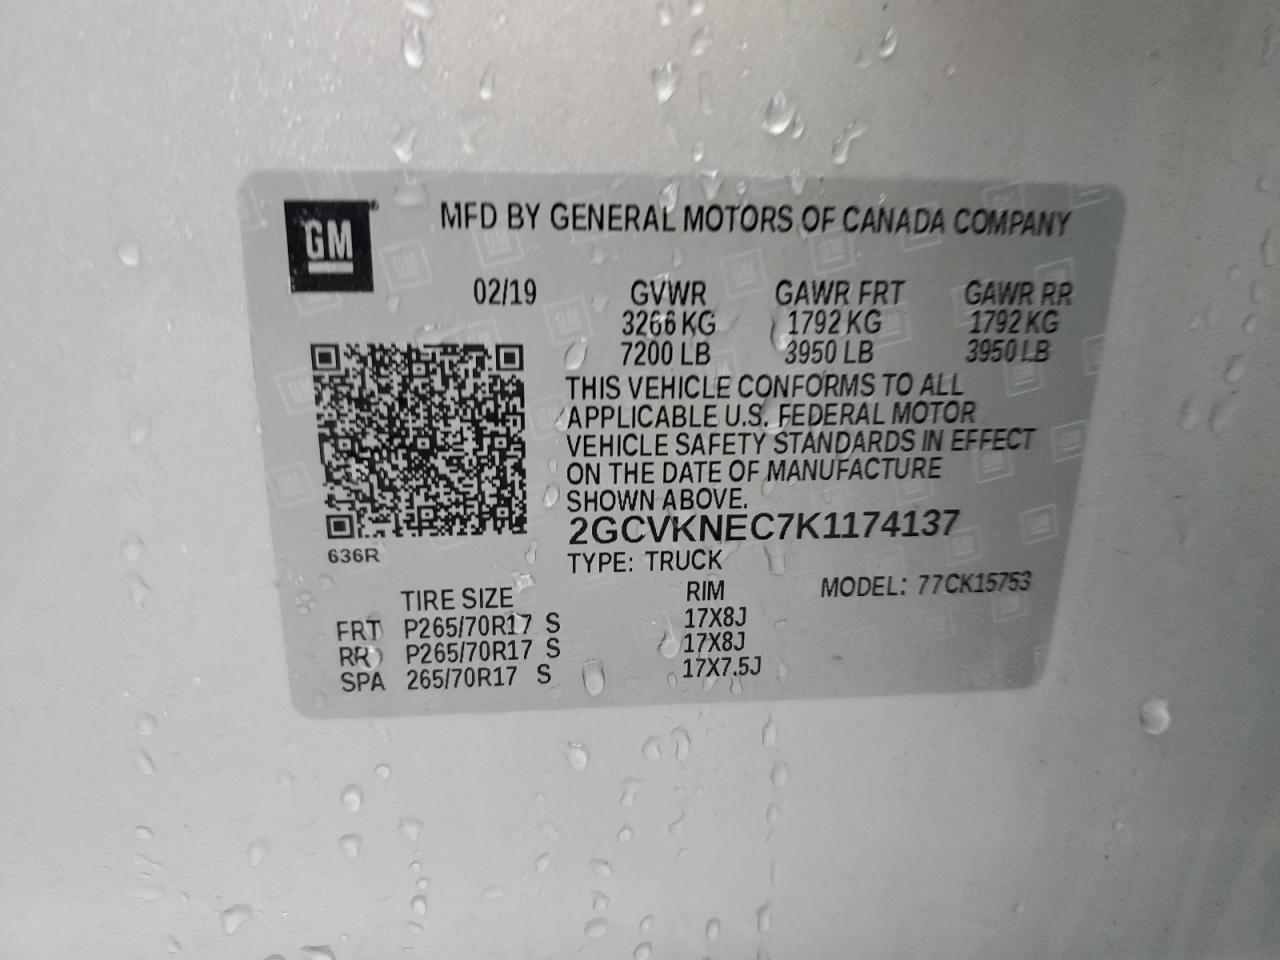 GM
MFD BY GENERAL MOTORS OF CANADA COMPANY
02/19 GVWR GAWR FRT GAWR RR
3266 KG 1792 KG 1792 KG
7200 LB 3950 LB 3950 LB
THIS VEHICLE CONFORMS TO ALL
APPLICABLE U.S. FEDERAL MOTOR
VEHICLE SAFETY STANDARDS IN EFFECT
ON THE DATE OF MANUFACTURE
SHOWN ABOVE.
2GCVKNEC7K1174137
636R
TYPE: TRUCK
MODEL: 77CK15753
TIRE SIZE RIM
FRT P265/70R17 S 17X8J
RR P265/70R17 S 17X8J
SPA 265/70R17 S 17X7.5J